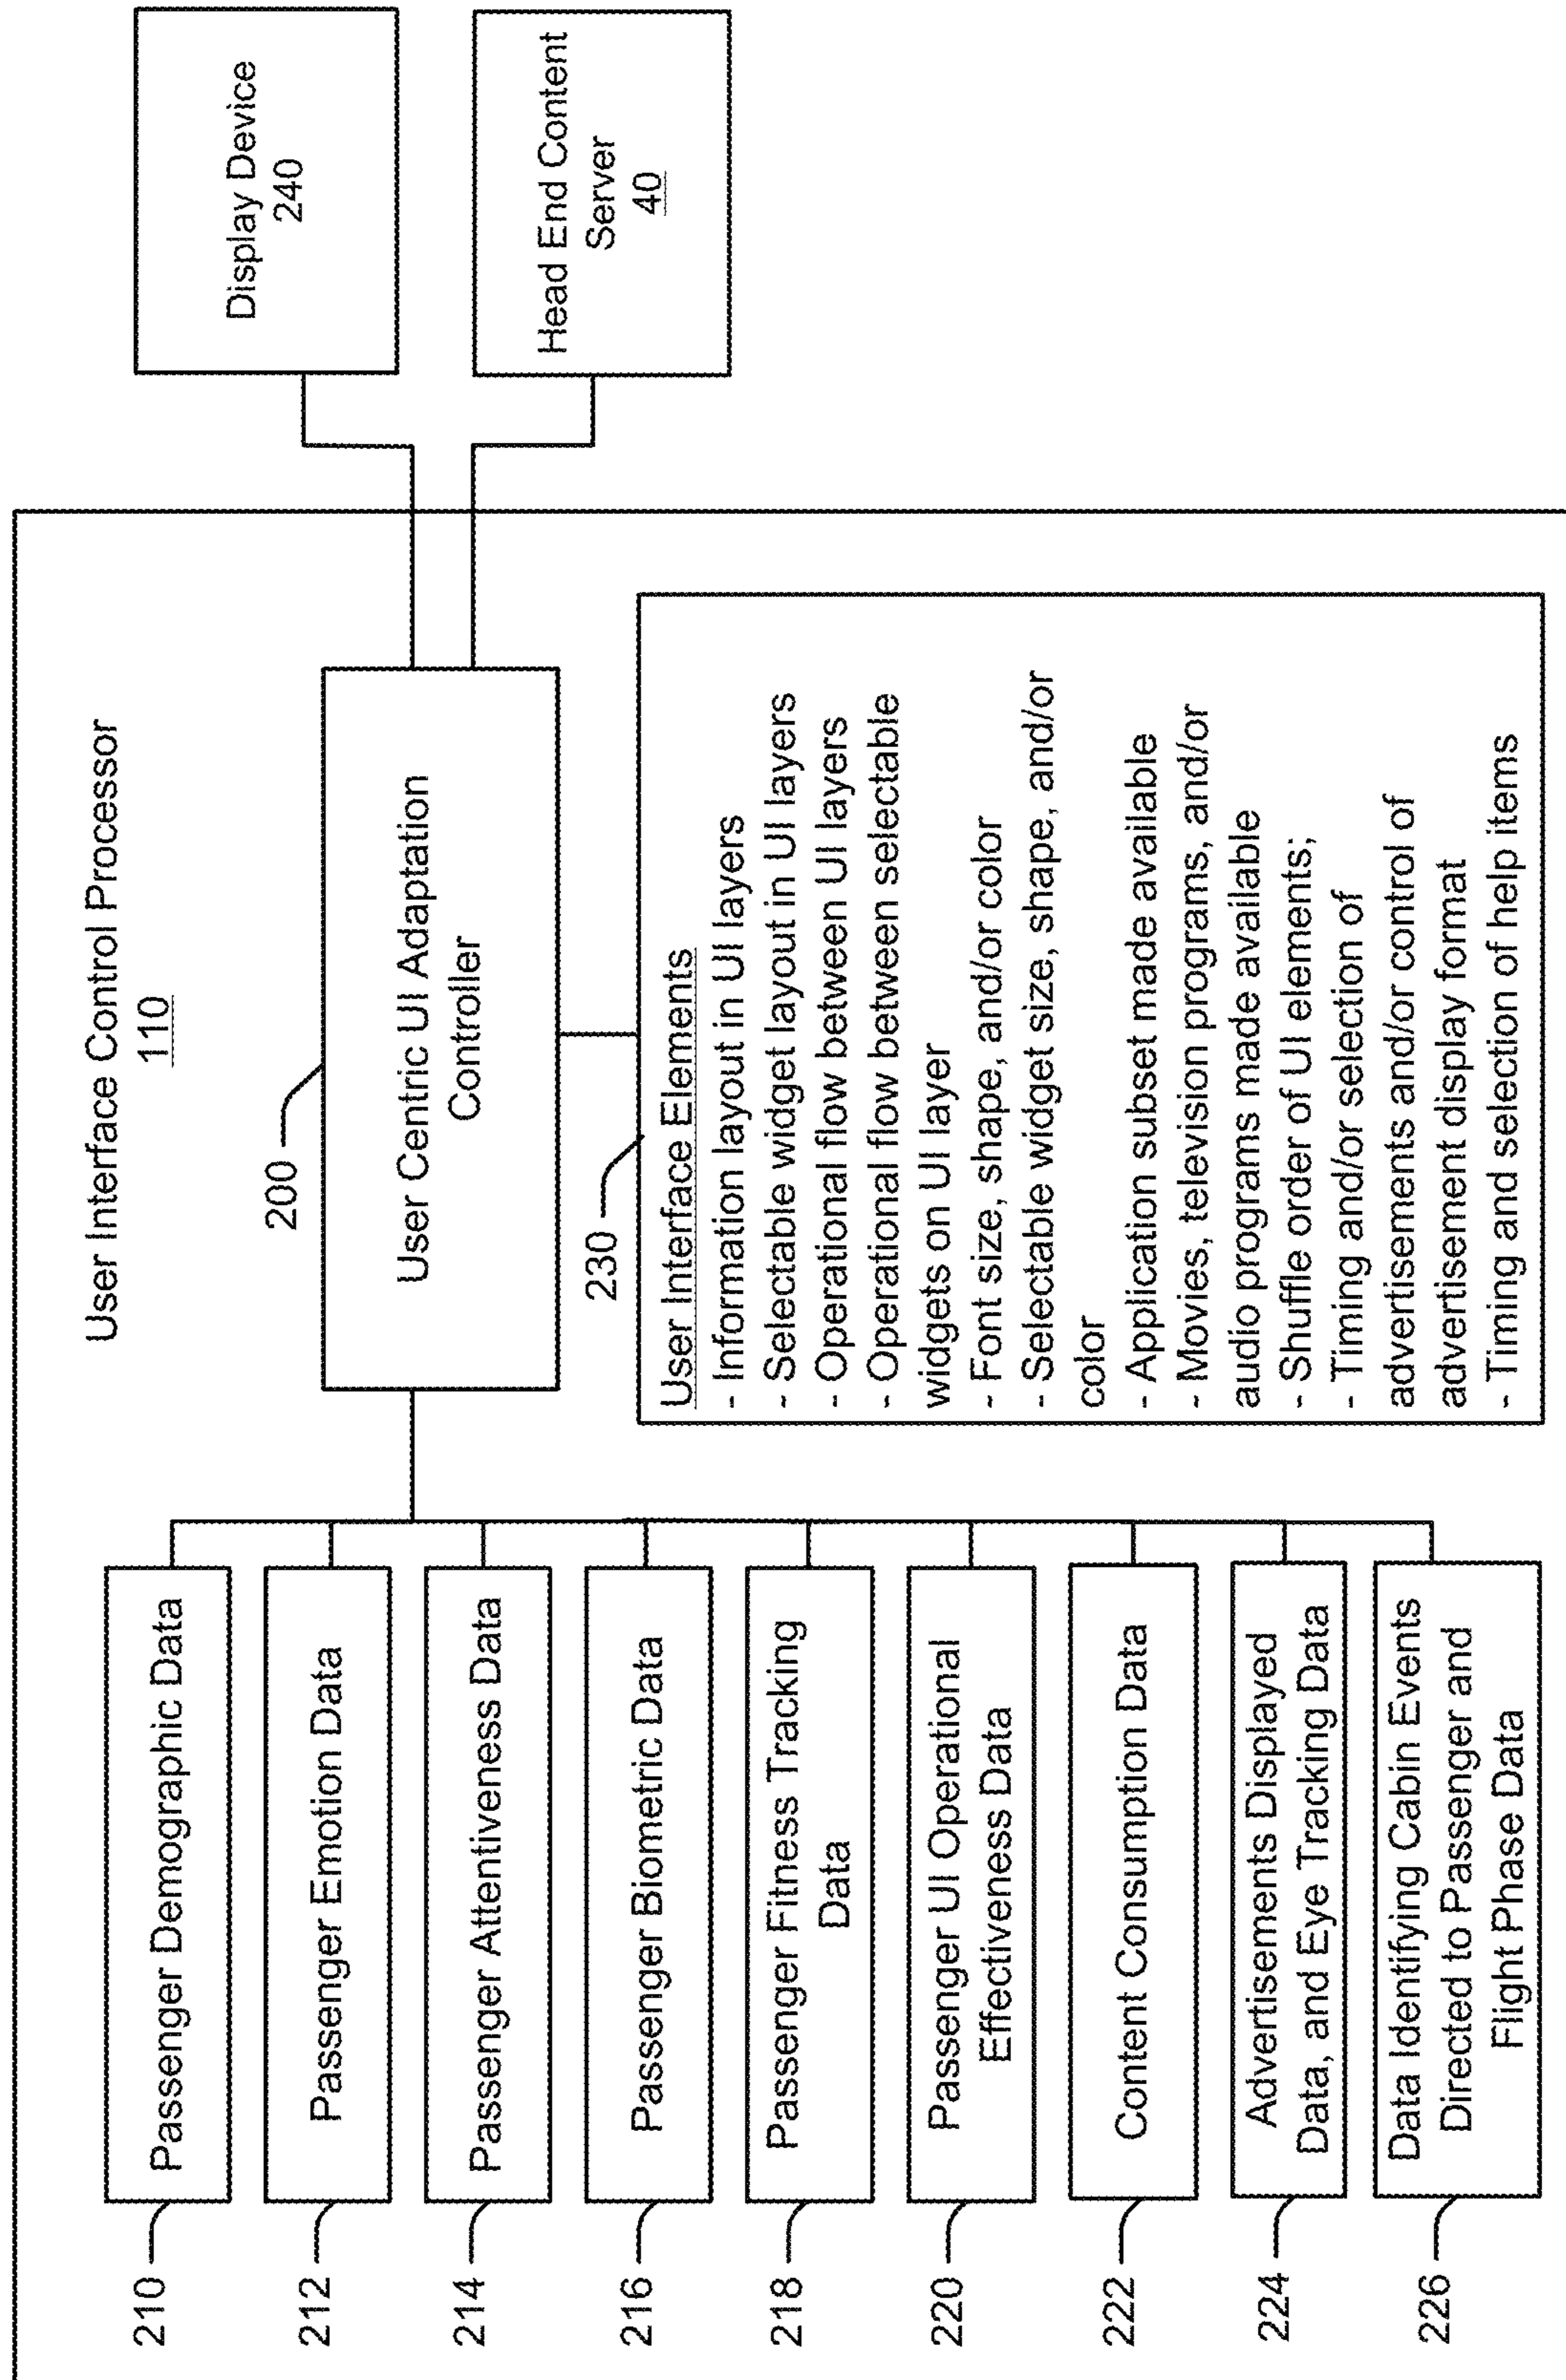 User Interface Control Processor
110
210
Passenger Demographic Data
212
Passenger Emotion Data
214
Passenger Attentiveness Data
216
Passenger Biometric Data
218
Passenger Fitness Tracking
Data
220
Passenger UI Operational
Effectiveness Data
222
Content Consumption Data
224
Advertisements Displayed
Data, and Eye Tracking Data
226
Data Identifying Cabin Events
Directed to Passenger and
Flight Phase Data
200
User Centric UI Adaptation
Controller
230
User Interface Elements
- Information layout in UI layers
- Selectable widget layout in UI layers
- Operational flow between UI layers
- Operational flow between selectable
widgets on UI layer
- Font size, shape, and/or color
- Selectable widget size, shape, and/or
color
- Application subset made available
- Movies, television programs, and/or
audio programs made available
- Shuffle order of UI elements;
- Timing and/or selection of
advertisements and/or control of
advertisement display format
- Timing and selection of help items
Display Device
240
Head End Content
Server
40